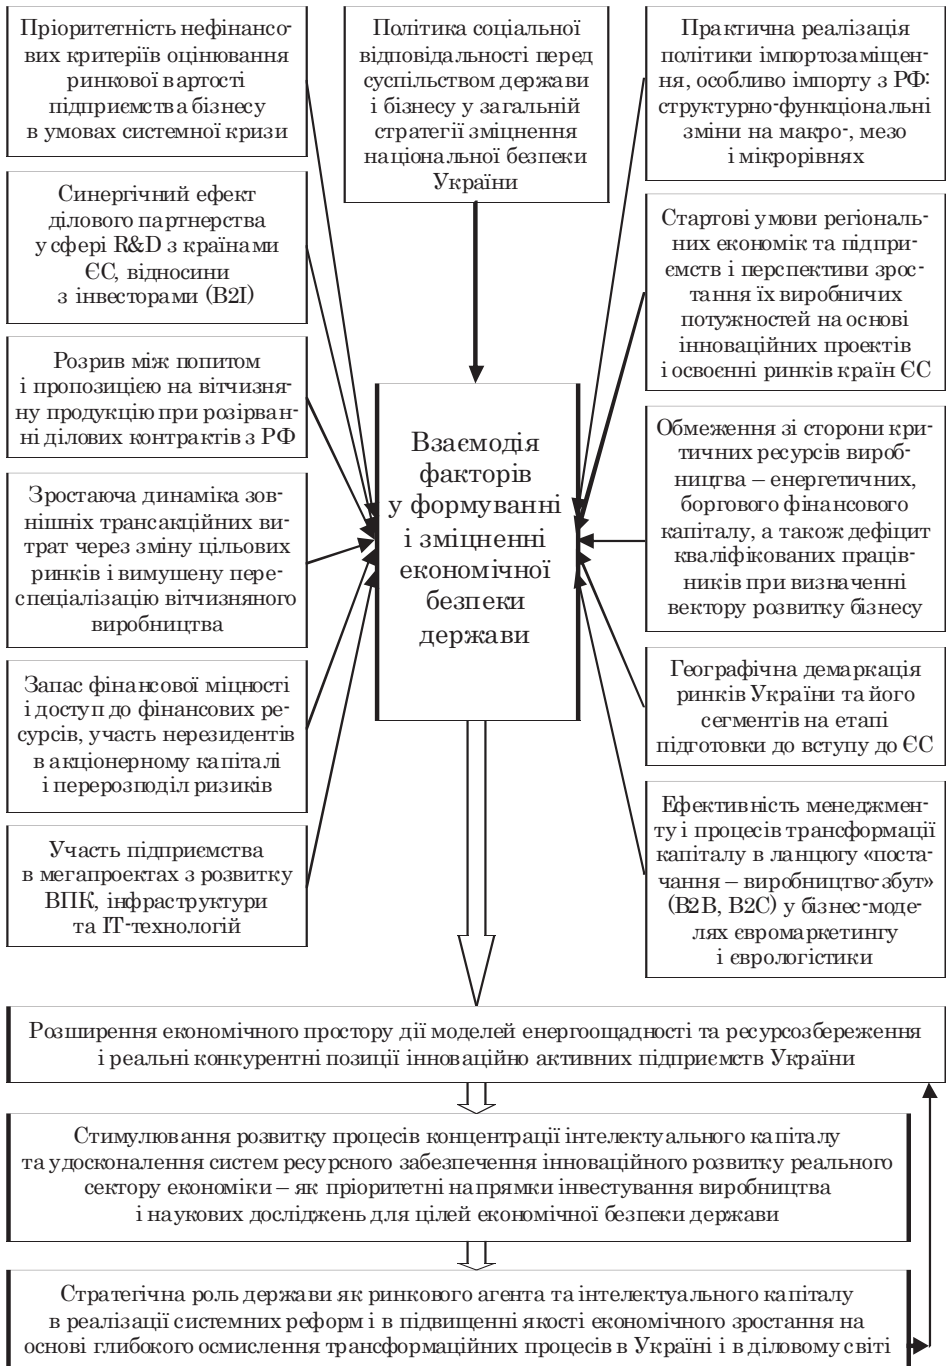 Пріоритетність нефінансо-
вих критеріїв оцінювання
ринкової вартості
підприємства бізнесу
в умовах системної кризи
Синергічний ефект
ділового партнерства
у сфері R&D з країнами
ЄС, відносини
з інвесторами (B2I)
Розрив між попитом
і пропозицією на вітчизня-
ну продукцію при розірван-
ні ділових контрактів з РФ
Зростаюча динаміка зов-
нішніх трансакційних ви-
трат через зміну цільових
ринків і вимушену пере-
спеціалізацію вітчизняного
виробництва
Запас фінансової міцності
і доступ до фінансових ре-
сурсів, участь нерезидентів
в акціонерному капіталі
і перерозподіл ризиків
Участь підприємства
в мегапроектах з розвитку
ВПК, інфраструктури
та ІТ-технологій
Політика соціальної
відповідальності перед
суспільством держави
і бізнесу у загальній
стратегії зміцнення
національної безпеки
України
Взаємодія
факторів
у формуванні
і зміцненні
економічної
безпеки
держави
Практична реалізація
політики імпортозаміщен-
ня, особливо імпорту з РФ:
структурно-функціональні
зміни на макро-, мезо
і мікрорівнях
Стартові умови регіональ-
них економік та підпри-
ємств і перспективи зрос-
тання їх виробничих
потужностей на основі
інноваційних проектів
і освоєнні ринків країн ЄС
Обмеження зі сторони кри-
тичних ресурсів вироб-
ництва – енергетичних,
боргового фінансового
капіталу, а також дефіцит
кваліфікованих праців-
ників при визначенні
вектору розвитку бізнесу
Географічна демаркація
ринків України та його
сегментів на етапі
підготовки до вступу до ЄС
Ефективність менеджмен-
ту і процесів трансформації
капіталу в ланцюгу «поста-
чання – виробництво-збут»
(B2B, B2C) у бізнес-моде-
лях євромаркетингу
і єврологістики
Розширення економічного простору дії моделей енергоощадності та ресурсозбереження
і реальні конкурентні позиції інноваційно активних підприємств України
Стимулювання розвитку процесів концентрації інтелектуального капіталу
та удосконалення систем ресурсного забезпечення інноваційного розвитку реального
сектору економіки – як пріоритетні напрямки інвестування виробництва
і наукових досліджень для цілей економічної безпеки держави
Стратегічна роль держави як ринкового агента та інтелектуального капіталу
в реалізації системних реформ і в підвищенні якості економічного зростання на
основі глибокого осмислення трансформаційних процесів в Україні і в діловому світі